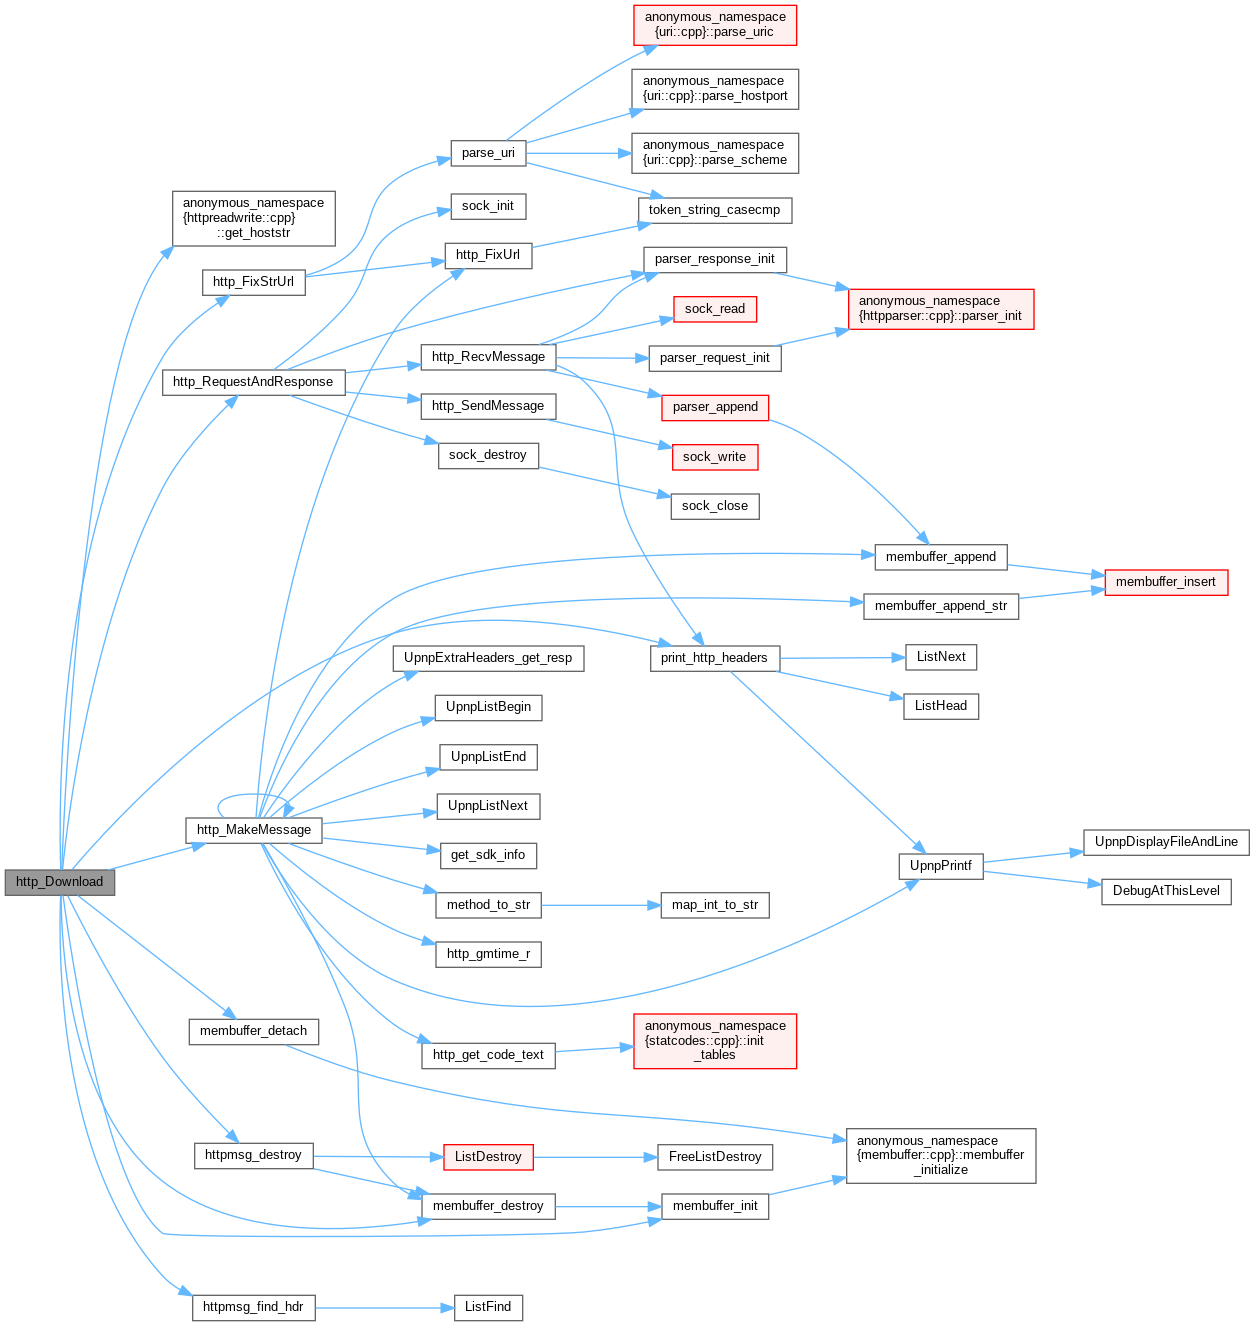 anonymous_namespace
{uri::cpp}::parse_uric
anonymous_namespace
{uri::cpp}::parse_hostport
anonymous_namespace
{uri::cpp}::parse_scheme
parse_uri
token_string_casecmp
sock_init
anonymous_namespace
{httpreadwrite::cpp}
::get_hoststr
http_FixUrl
parser_response_init
http_FixStrUrl
anonymous_namespace
{httpparser::cpp}::parser_init
sock_read
http_RecvMessage
parser_request_init
http_RequestAndResponse
http_SendMessage
parser_append
sock_destroy
sock_write
sock_close
membuffer_append
membuffer_insert
membuffer_append_str
UpnpExtraHeaders_get_resp
print_http_headers
ListNext
UpnpListBegin
ListHead
UpnpListEnd
UpnpListNext
http_MakeMessage
get_sdk_info
UpnpPrintf
UpnpDisplayFileAndLine
DebugAtThisLevel
http_Download
method_to_str
map_int_to_str
http_gmtime_r
membuffer_detach
http_get_code_text
anonymous_namespace
{statcodes::cpp}::init
_tables
httpmsg_destroy
ListDestroy
FreeListDestroy
anonymous_namespace
{membuffer::cpp}::membuffer
_initialize
membuffer_destroy
membuffer_init
httpmsg_find_hdr
ListFind